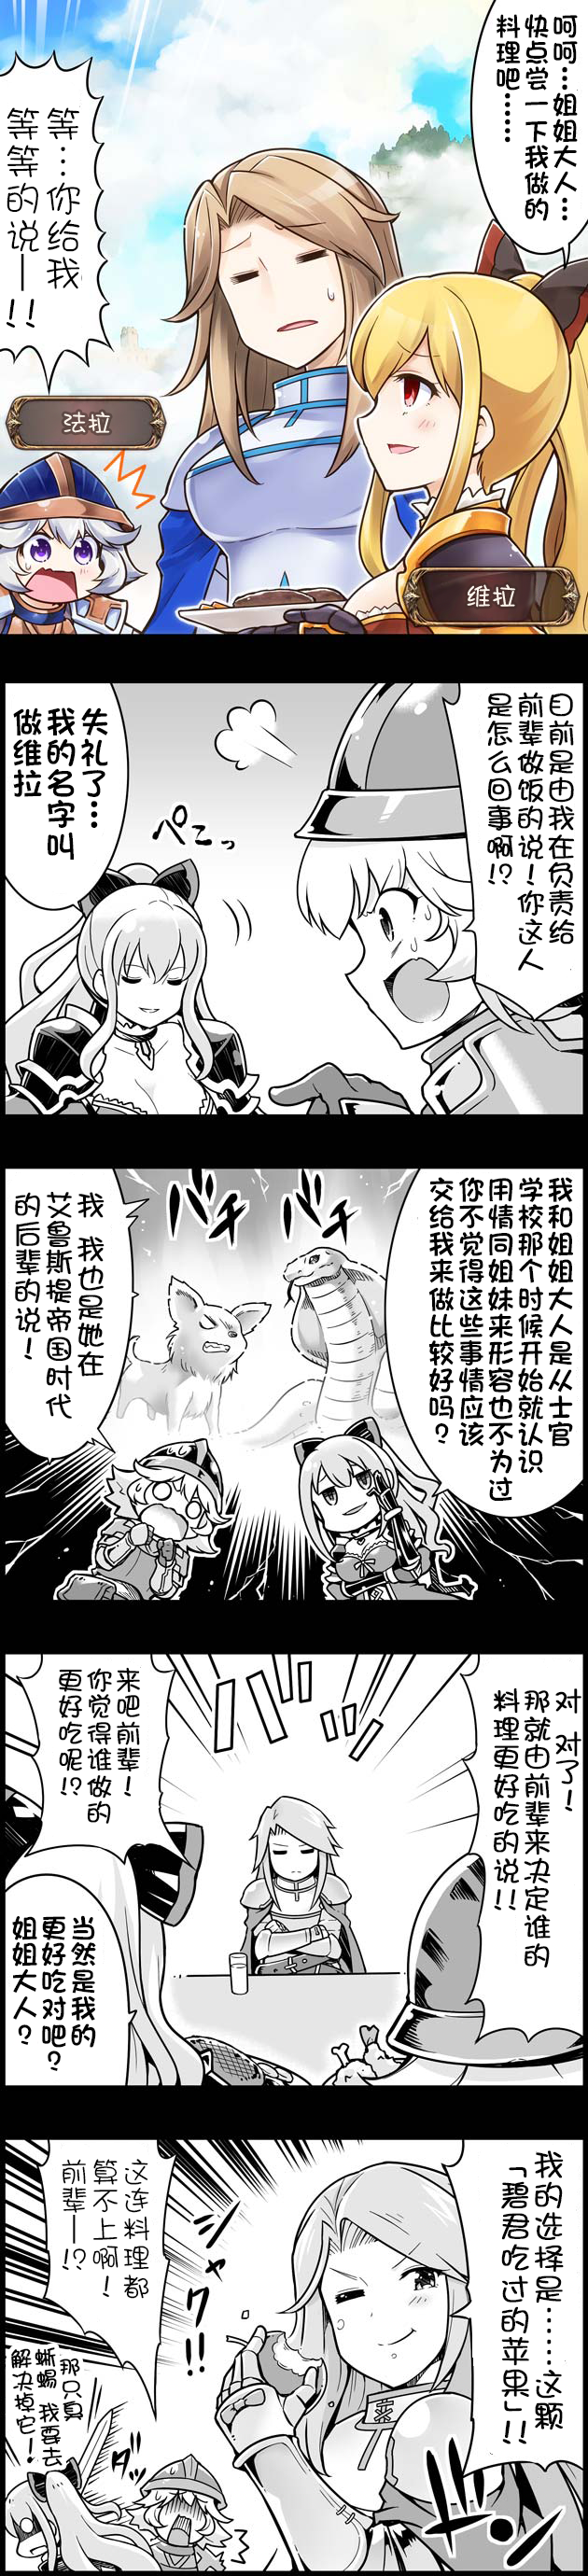 呵呵…姐姐大人…
快点尝一下我做的
料理吧……
等…你给我
等等的说—!!
法拉
维拉
目前是由我在负责给
前辈做饭的说!你这人
是怎么回事啊!?
失礼了…
我的名字叫
做维拉
ぺこっ
我和姐姐大人是从士官
学校那个时候开始就认识
用情同姐妹来形容也不为过
你不觉得这些事情应该
交给我来做比较好吗?
バチ
バチ
我 我也是她在
艾鲁斯提帝国时代
的后辈的说!
对 对了!
那就由前辈来决定谁的
料理更好吃的说!!
来吧前辈!
你觉得谁做的
更好吃呢!?
当然是我的
更好吃对吧?
姐姐大人?
我的选择是……这颗
「碧君吃过的苹果」!!
シャク!!
这连料理都
算不上啊!
前辈—!?
那只臭
蜥蜴 我要去
解决掉它!
ダッ
ドン